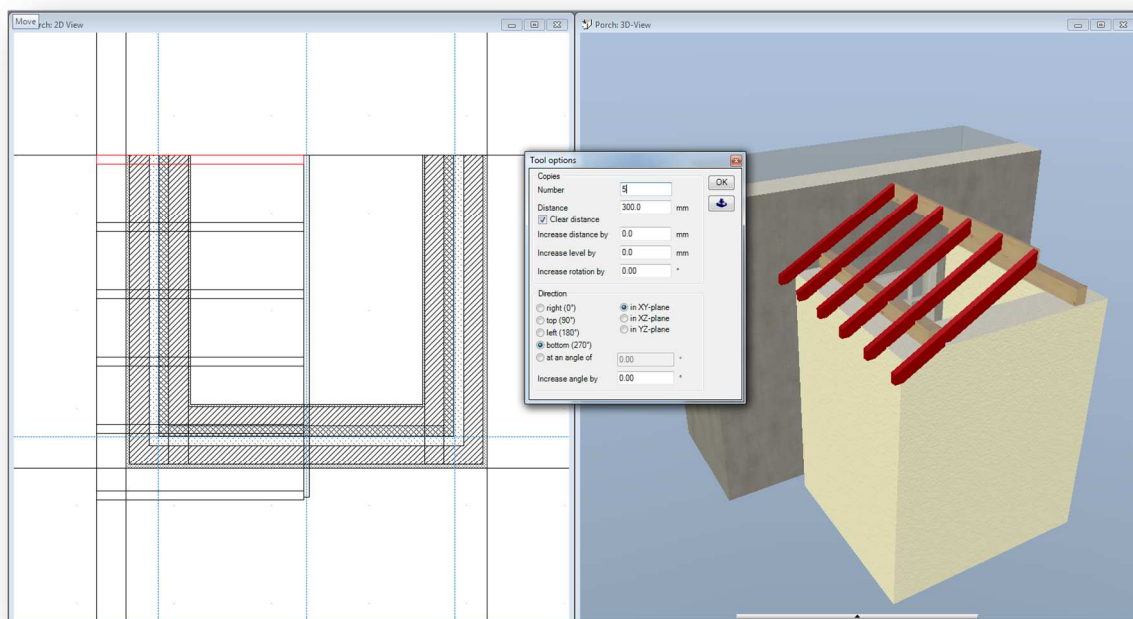 Move
Porch: 2D View
Porch: 3D-View
Tool options
Copies
Number 5
OK
Distance 300.0 mm
Clear distance
Increase distance by 0.0 mm
Increase level by 0.0 mm
Increase rotation by 0.00 °
Direction
right (0°) in XY-plane
top (90°) in XZ-plane
left (180°) in YZ-plane
bottom (270°)
at an angle of 0.00 °
Increase angle by 0.00 °